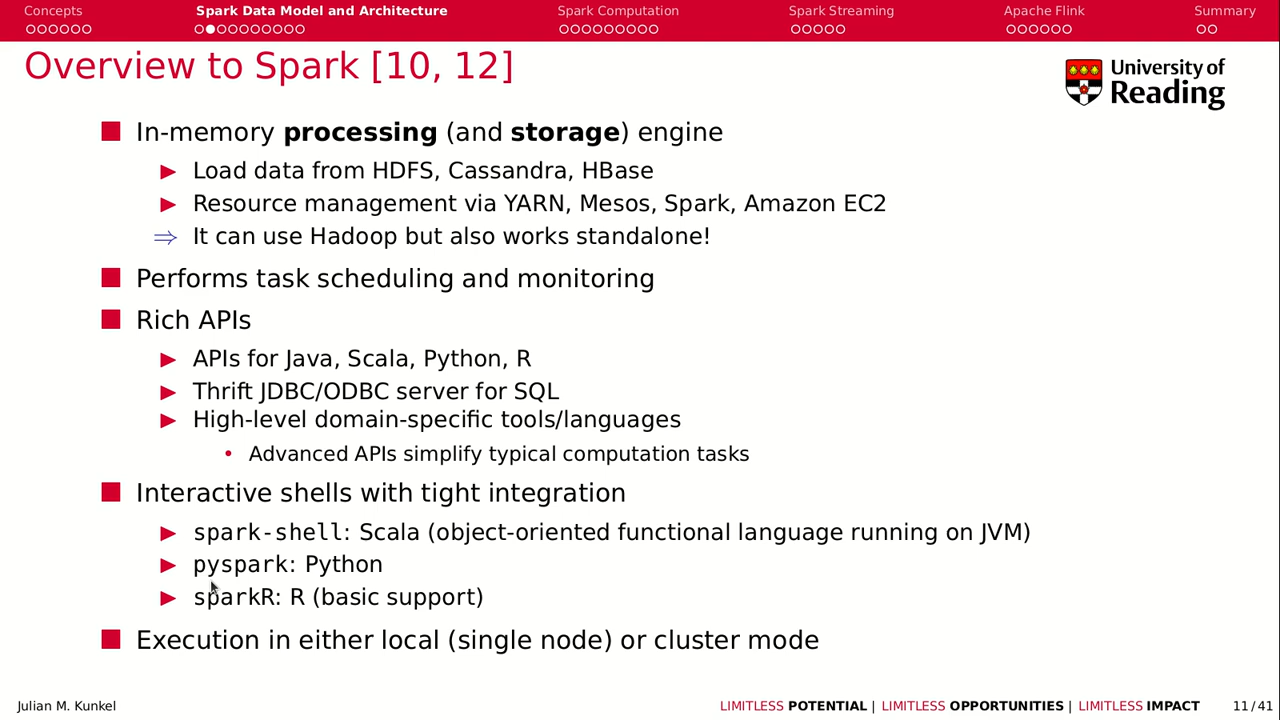 Concepts Spark Data Model and Architecture Spark Computation Spark Streaming Apache Flink Summary
Overview to Spark [10, 12]
University of
Reading
In-memory processing (and storage) engine
Load data from HDFS, Cassandra, HBase
Resource management via YARN, Mesos, Spark, Amazon EC2
⇒ It can use Hadoop but also works standalone!
Performs task scheduling and monitoring
Rich APIs
APIs for Java, Scala, Python, R
Thrift JDBC/ODBC server for SQL
High-level domain-specific tools/languages
• Advanced APIs simplify typical computation tasks
Interactive shells with tight integration
spark-shell: Scala (object-oriented functional language running on JVM)
pyspark: Python
sparkR: R (basic support)
Execution in either local (single node) or cluster mode
Julian M. Kunkel LIMITLESS POTENTIAL | LIMITLESS OPPORTUNITIES | LIMITLESS IMPACT 11/41